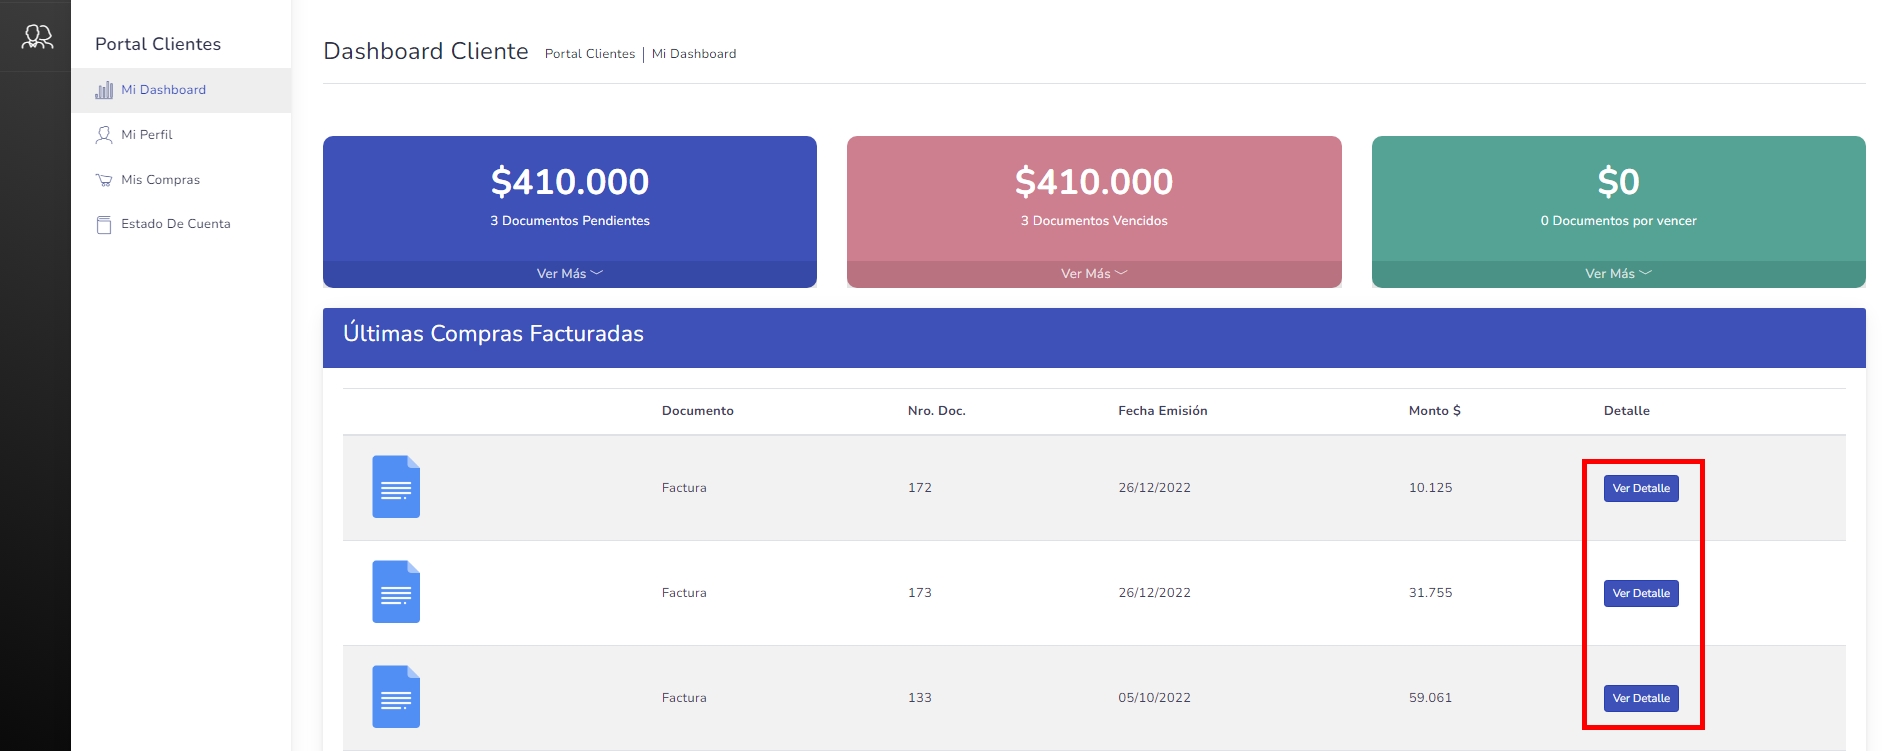 Portal Clientes
Mi Dashboard
Mi Perfil
Mis Compras
Estado De Cuenta
Dashboard Cliente Portal Clientes | Mi Dashboard
$410.000
3 Documentos Pendientes
Ver Más
$410.000
3 Documentos Vencidos
Ver Más
$0
0 Documentos por vencer
Ver Más
Últimas Compras Facturadas
Documento Nro. Doc. Fecha Emisión Monto $ Detalle
Factura 172 26/12/2022 10.125 Ver Detalle
Factura 173 26/12/2022 31.755 Ver Detalle
Factura 133 05/10/2022 59.061 Ver Detalle